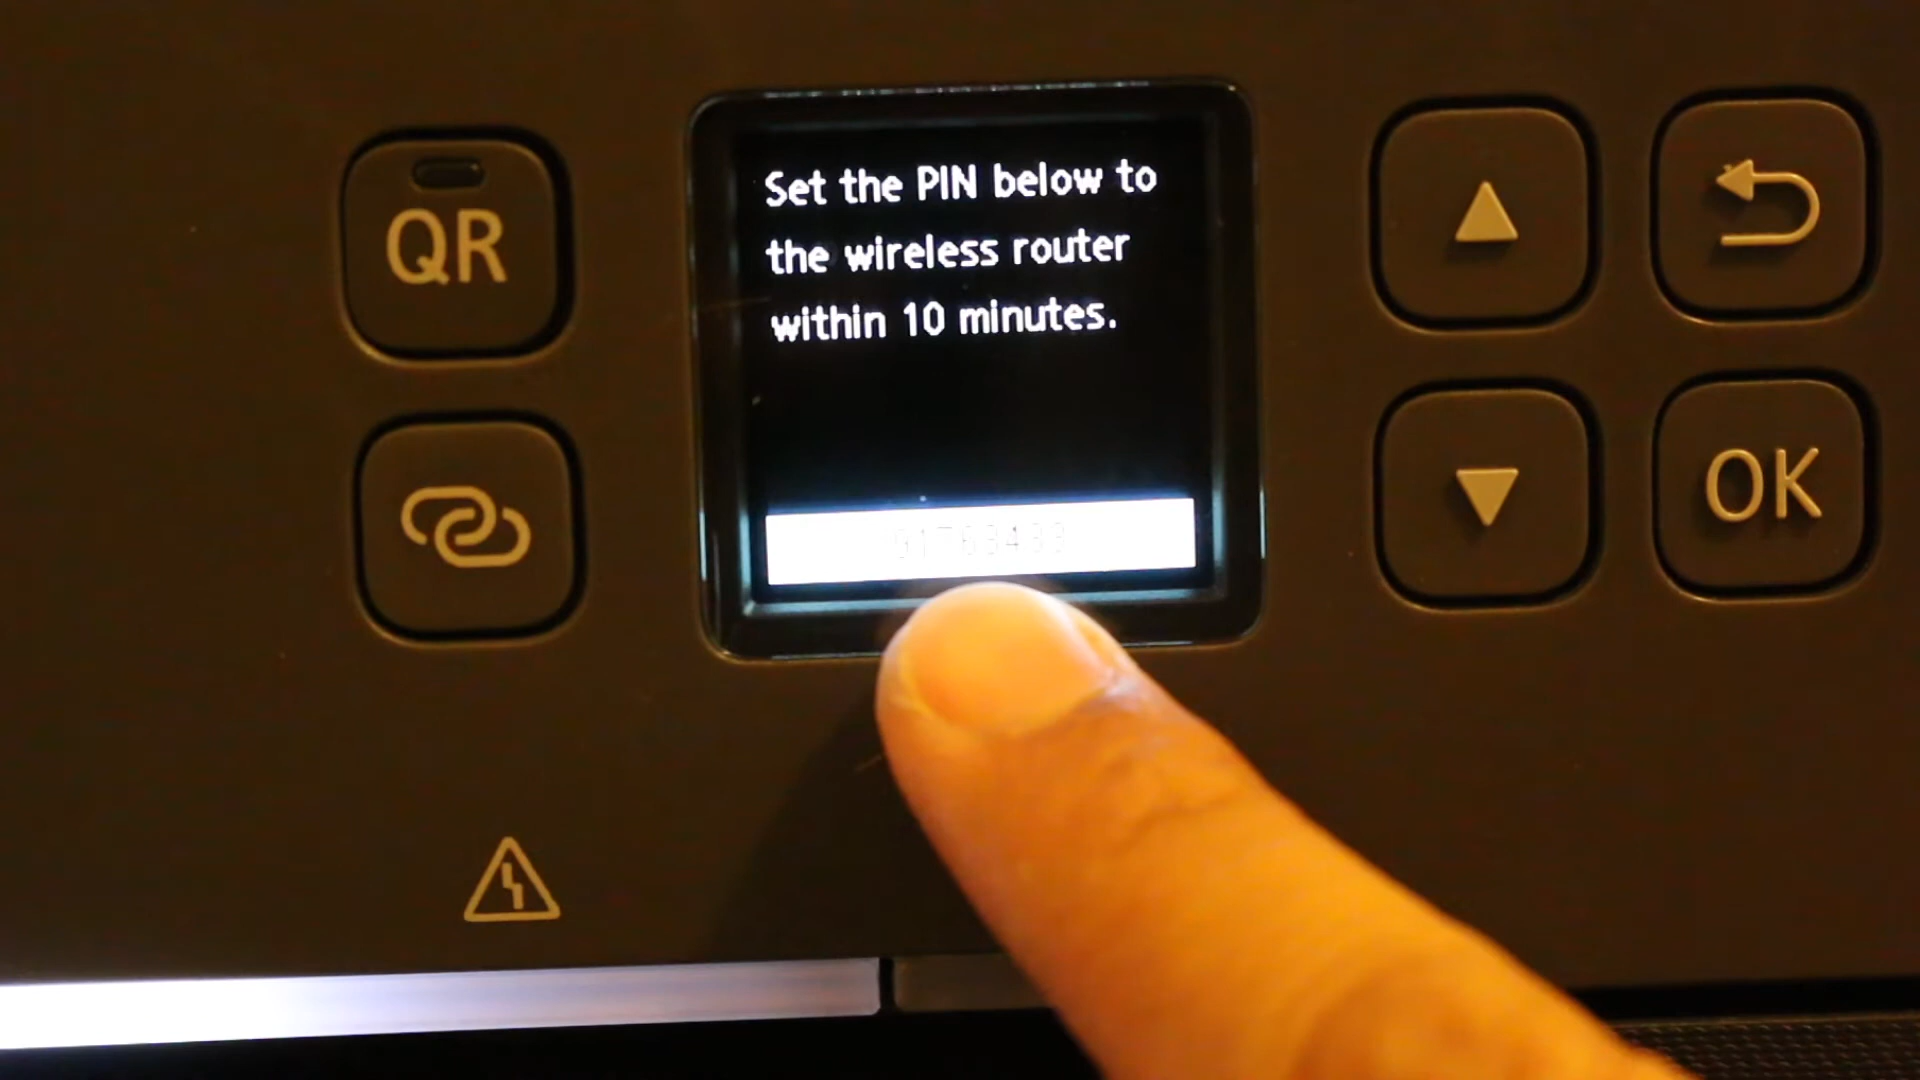 QR
Set the PIN below to
the wireless router
within 10 minutes.
OK